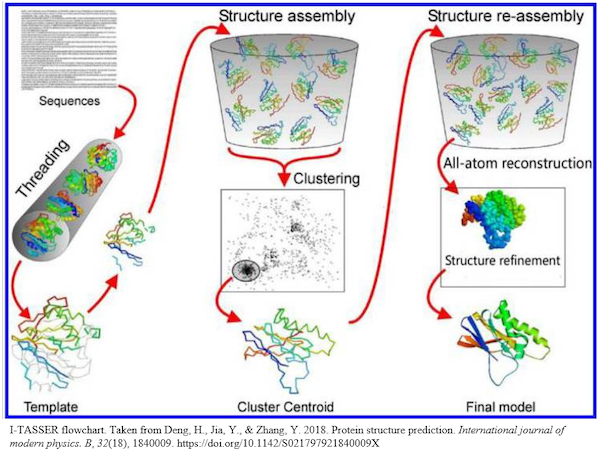 Sequences
Threading
Template
Structure assembly
Clustering
Cluster Centroid
Structure re-assembly
All-atom reconstruction
Structure refinement
Final model
I-TASSER flowchart. Taken from Deng, H., Jia, Y., & Zhang, Y. 2018. Protein structure prediction. International journal of
modern physics. B, 32(18), 1840009. https://doi.org/10.1142/S021797921840009X